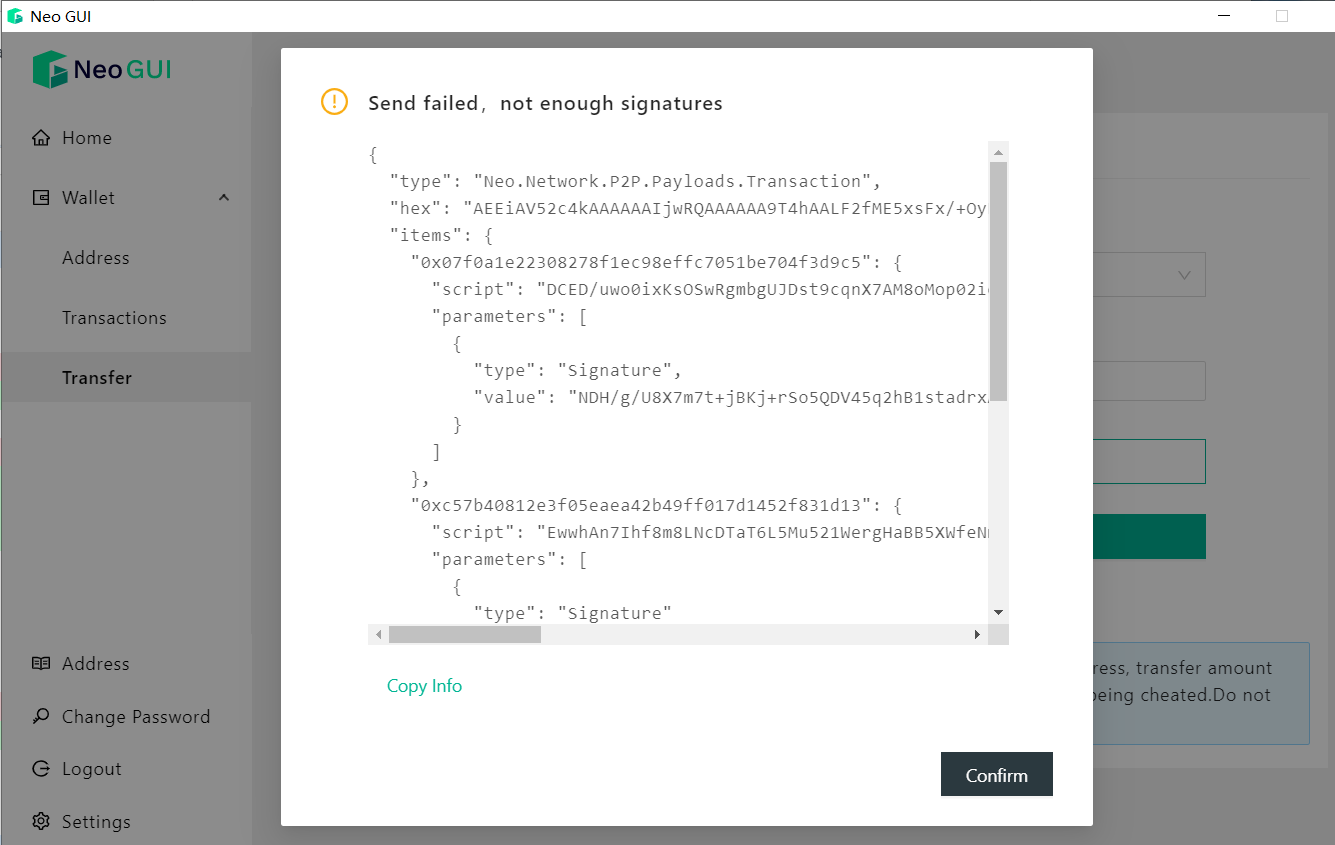 Neo GUI
Neo GUI
Home
Wallet
Address
Transactions
Transfer
Address
Change Password
Logout
Settings
Send failed，not enough signatures
{
"type": "Neo.Network.P2P.Payloads.Transaction",
"hex": "AEEiAV52c4kAAAAAAIjwRQAAAAAA9T4hAALF2fME5xsFx/+Oy
"items": {
"0x07f0a1e22308278f1ec98effc7051be704f3d9c5": {
"script": "DCED/uwo0ixKsOSwRgmbgUJDst9cqnX7AM8oMop02i
"parameters": [
{
"type": "Signature",
"value": "NDH/g/U8X7m7t+jBKj+rSo5QDV45q2hB1stadrx
}
]
},
"0xc57b40812e3f05eaea42b49ff017d1452f831d13": {
"script": "EwwhAn7Ihf8m8LNcDTaT6L5Mu521WergHaBB5XWfeN
"parameters": [
{
"type": "Signature"
Copy Info
Confirm
ress, transfer amount
being cheated.Do not